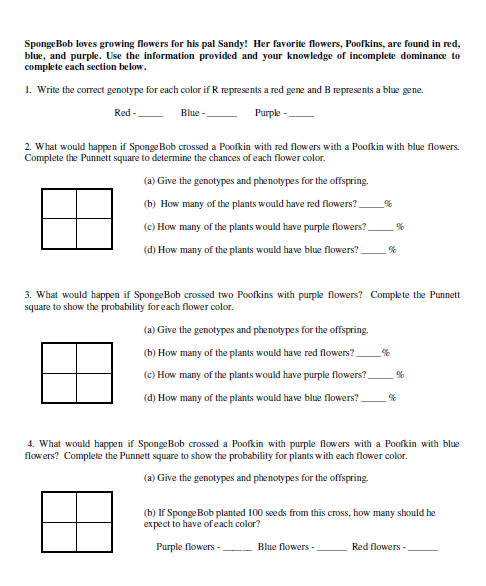 SpongeBob loves growing flowers for his pal Sandy! Her favorite flowers, Poofkins, are found in red,
blue, and purple. Use the information provided and your knowledge of incomplete dominance to
complete each section below.
1. Write the correct genotype for each color if R represents a red gene and B represents a blue gene.
Red - _____ Blue - ______ Purple - _____
2. What would happen if SpongeBob crossed a Poofkin with red flowers with a Poofkin with blue flowers.
Complete the Punnett square to determine the chances of each flower color.
(a) Give the genotypes and phenotypes for the offspring.
(b) How many of the plants would have red flowers? _____%
(c) How many of the plants would have purple flowers? _____ %
(d) How many of the plants would have blue flowers? _____ %
3. What would happen if SpongeBob crossed two Poofkins with purple flowers? Complete the Punnett
square to show the probability for each flower color.
(a) Give the genotypes and phenotypes for the offspring.
(b) How many of the plants would have red flowers? _____%
(c) How many of the plants would have purple flowers? _____ %
(d) How many of the plants would have blue flowers? _____ %
4. What would happen if SpongeBob crossed a Poofkin with purple flowers with a Poofkin with blue
flowers? Complete the Punnett square to show the probability for plants with each flower color.
(a) Give the genotypes and phenotypes for the offspring.
(b) If SpongeBob planted 100 seeds from this cross, how many should he
expect to have of each color?
Purple flowers - ______ Blue flowers - ______ Red flowers - ______